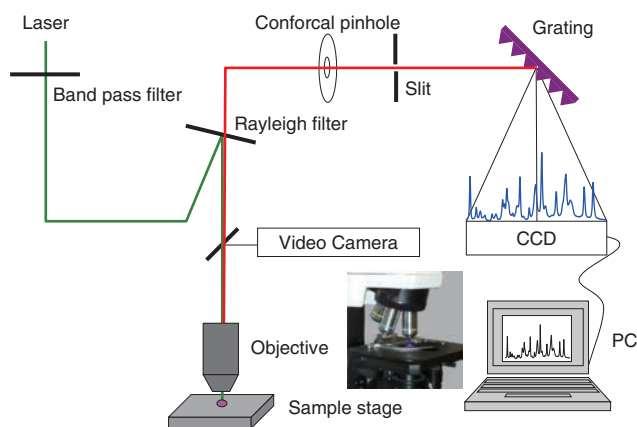 Laser
Band pass filter
Conforcal pinhole
Grating
Slit
Rayleigh filter
Video Camera
CCD
PC
Objective
Sample stage